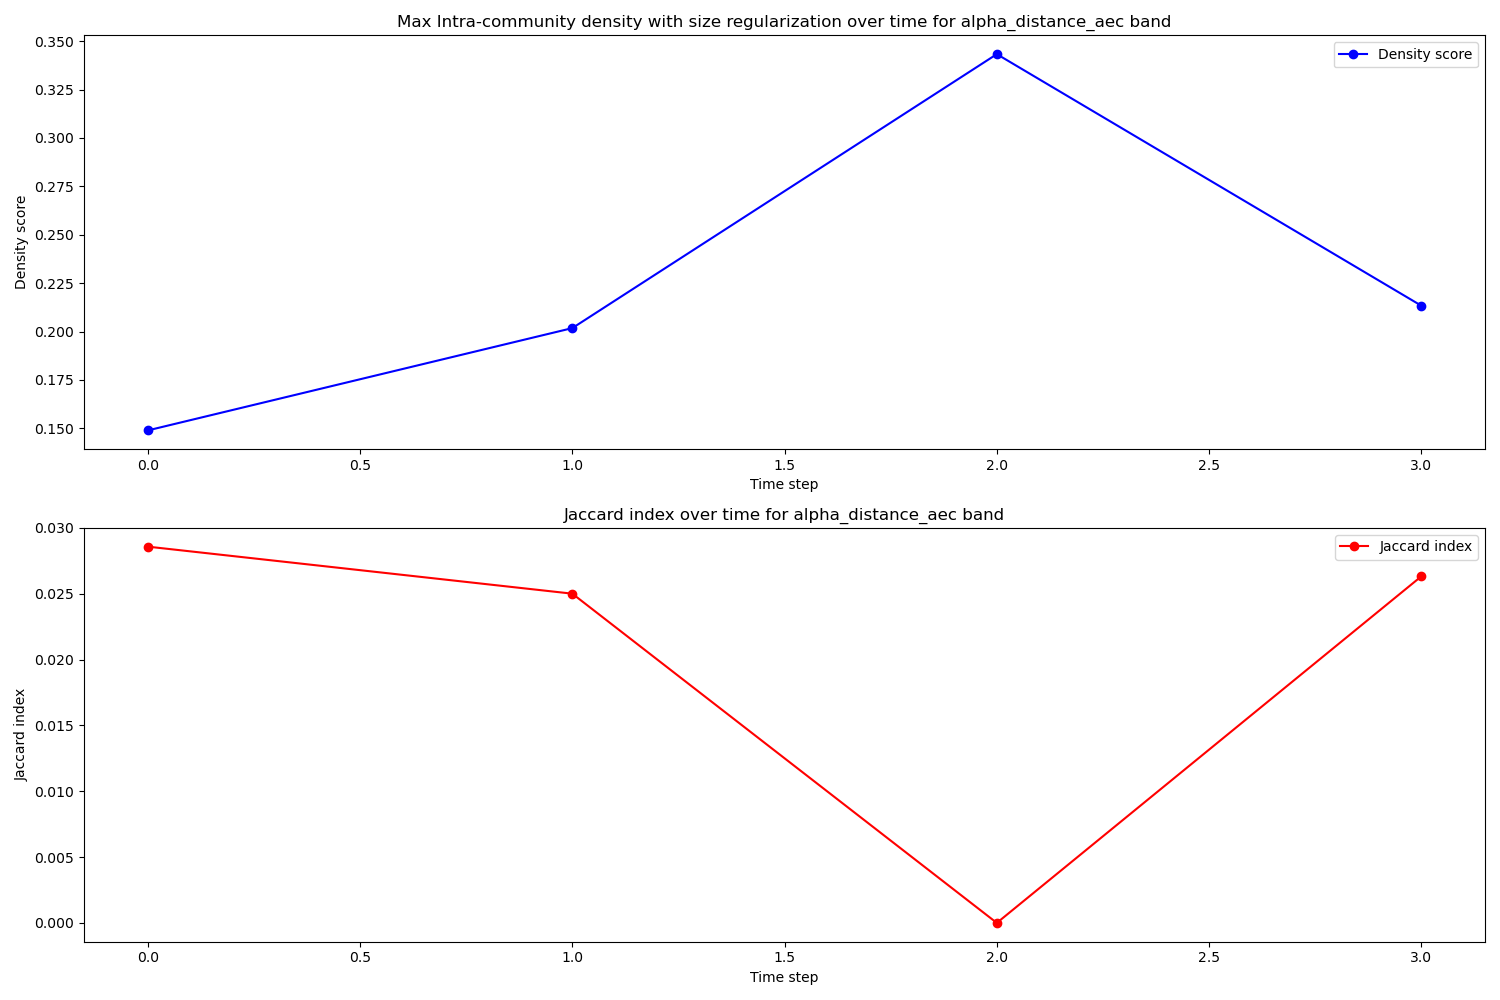 Max Intra-community density with size regularization over time for alpha_distance_aec band
Density score
0.350
0.325
0.300
0.275
0.250
0.225
0.200
0.175
0.150
Density score
0.0 0.5 1.0 1.5 2.0 2.5 3.0
Time step
Jaccard index over time for alpha_distance_aec band
Jaccard index
0.030
0.025
0.020
0.015
0.010
0.005
0.000
Jaccard index
0.0 0.5 1.0 1.5 2.0 2.5 3.0
Time step